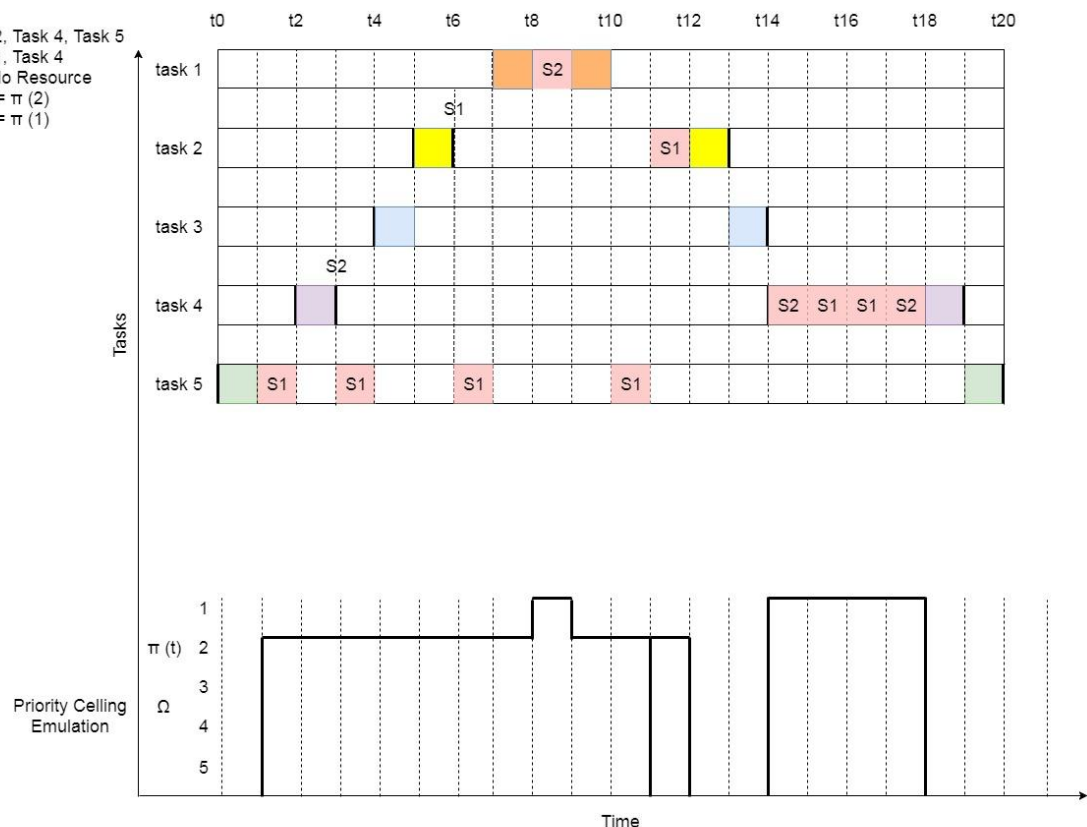 t0 t2 t4 t6 t8 t10 t12 t14 t16 t18 t20
2, Task 4, Task 5
, Task 4
o Resource
= π (2)
= π (1)
task 1
S2
S1
task 2
S1
task 3
S2
task 4
S2 S1 S1 S2
task 5
S1 S1 S1 S1
Tasks
1
π (t) 2
3
Priority Celling
Emulation
Ω
4
5
Time